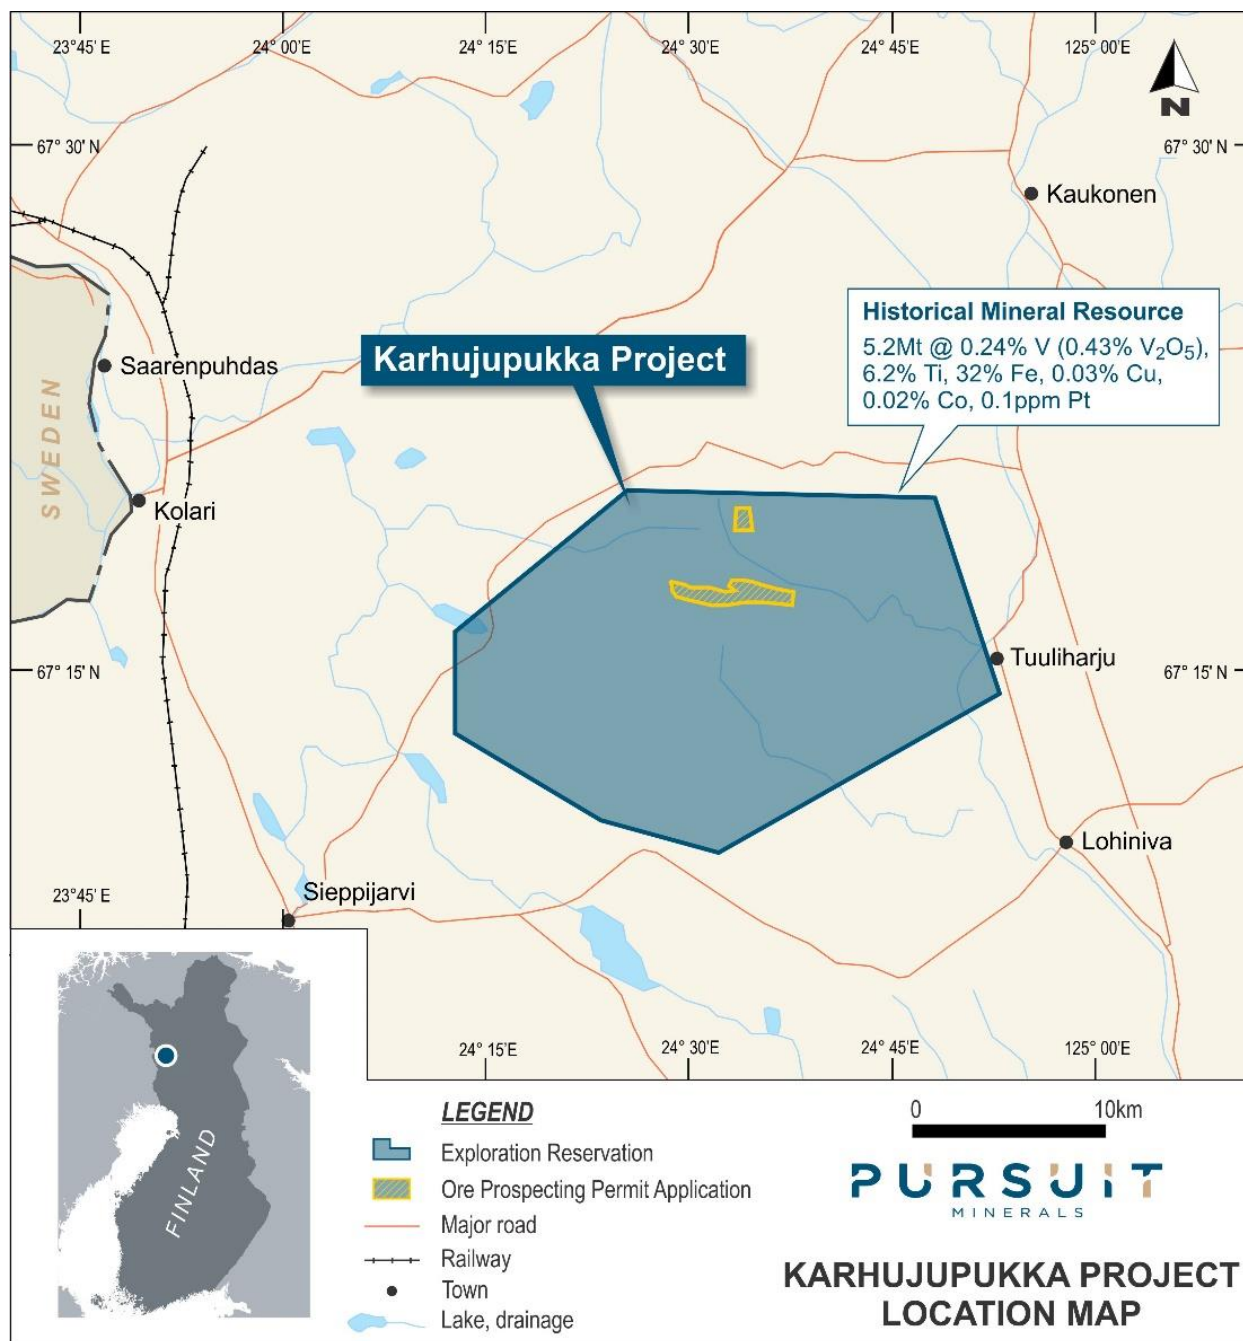 23°45'E
24° 00'E
24° 15'E
24° 30'E
24° 45'E
125° 00'E
N
67° 30' N
67° 30' N
Kaukonen
Historical Mineral Resource
5.2Mt @ 0.24% V (0.43% V₂O₅),
6.2% Ti, 32% Fe, 0.03% Cu,
0.02% Co, 0.1ppm Pt
Karhujupukka Project
Saarenpuhdas
SWEDEN
Kolari
67° 15' N
Tuuliharju
67° 15' N
Lohiniva
23°45' E
Sieppijarvi
24° 15'E
24° 30'E
24° 45'E
125° 00'E
FINLAND
LEGEND
Exploration Reservation
Ore Prospecting Permit Application
Major road
Railway
Town
Lake, drainage
0 10km
PURSUIT
MINERALS
KARHUJUPUKKA PROJECT
LOCATION MAP